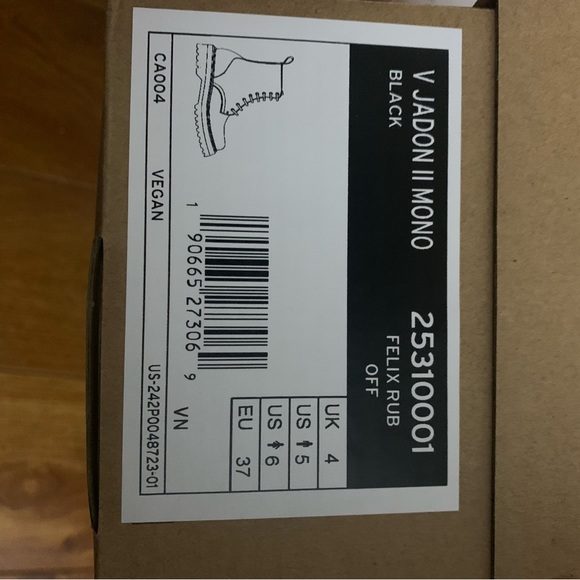 V JADON II MONO
BLACK
25310001
FELIX RUB
OFF
UK 4
US 5
US 6
EU 37
1 90665 27306 9
VN
CA004
VEGAN
US-242P0048723-01